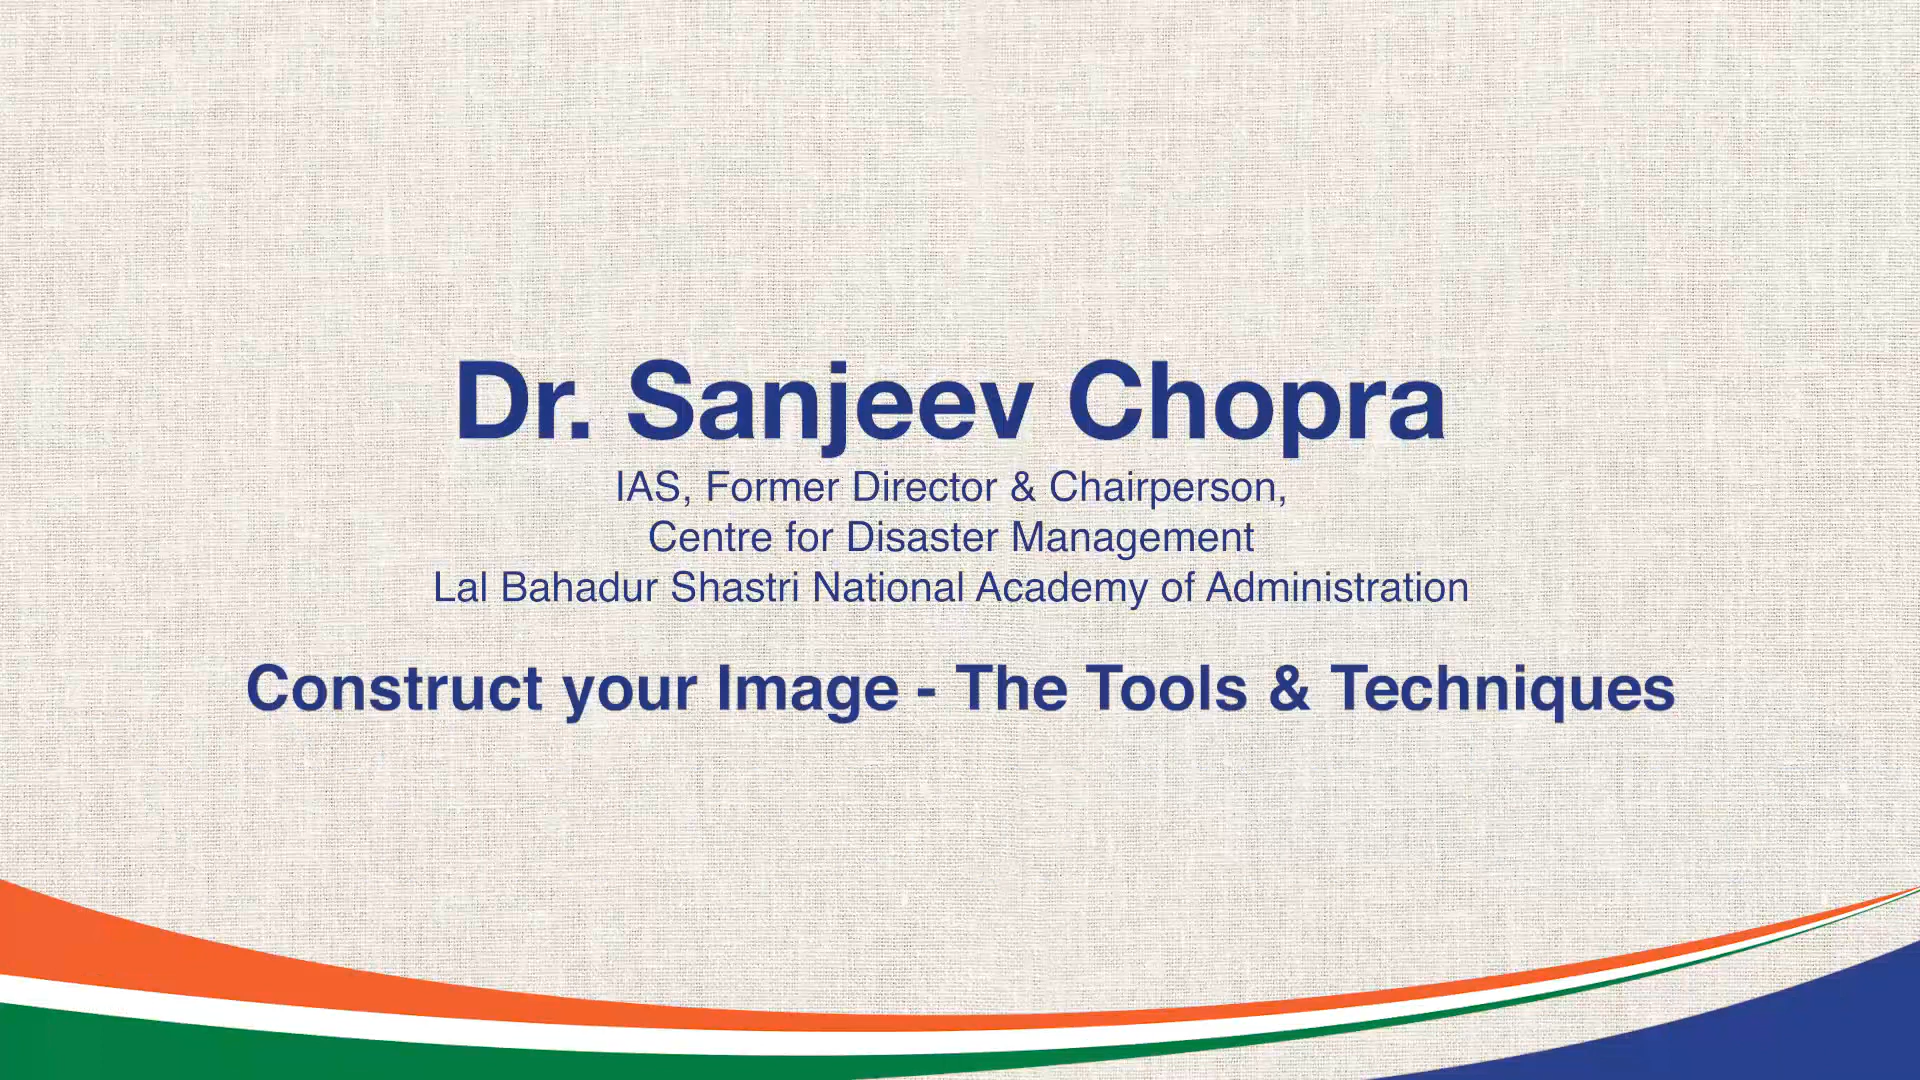 Dr. Sanjeev Chopra
IAS, Former Director & Chairperson,
Centre for Disaster Management
Lal Bahadur Shastri National Academy of Administration
Construct your Image - The Tools & Techniques